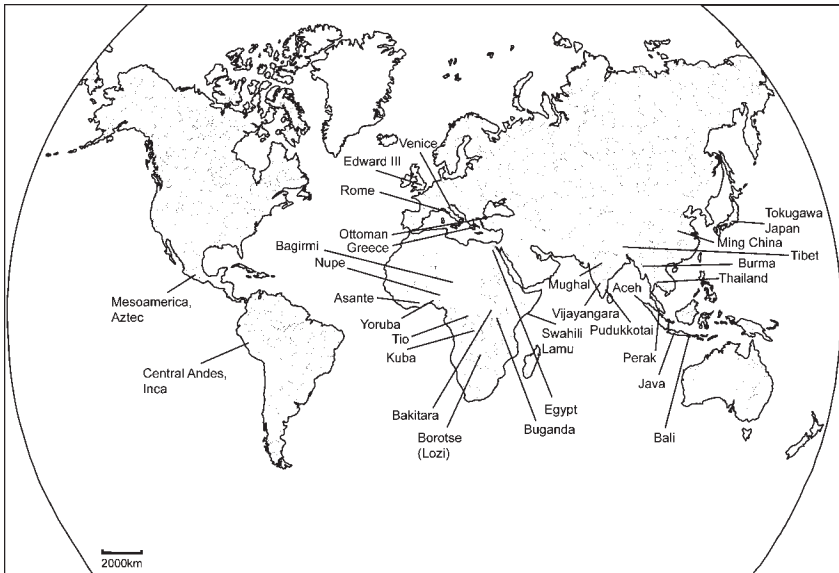 Venice
Edward III
Rome
Ottoman
Greece
Bagirmi
Nupe
Asante
Yoruba
Tio
Kuba
Bakitara
Borotse
(Lozi)
Mesoamerica,
Aztec
Central Andes,
Inca
Egypt
Buganda
Swahili
Lamu
Mughal
Vijayangara
Pudukkotai
Aceh
Perak
Java
Bali
Tokugawa
Japan
Ming China
Tibet
Burma
Thailand
2000km